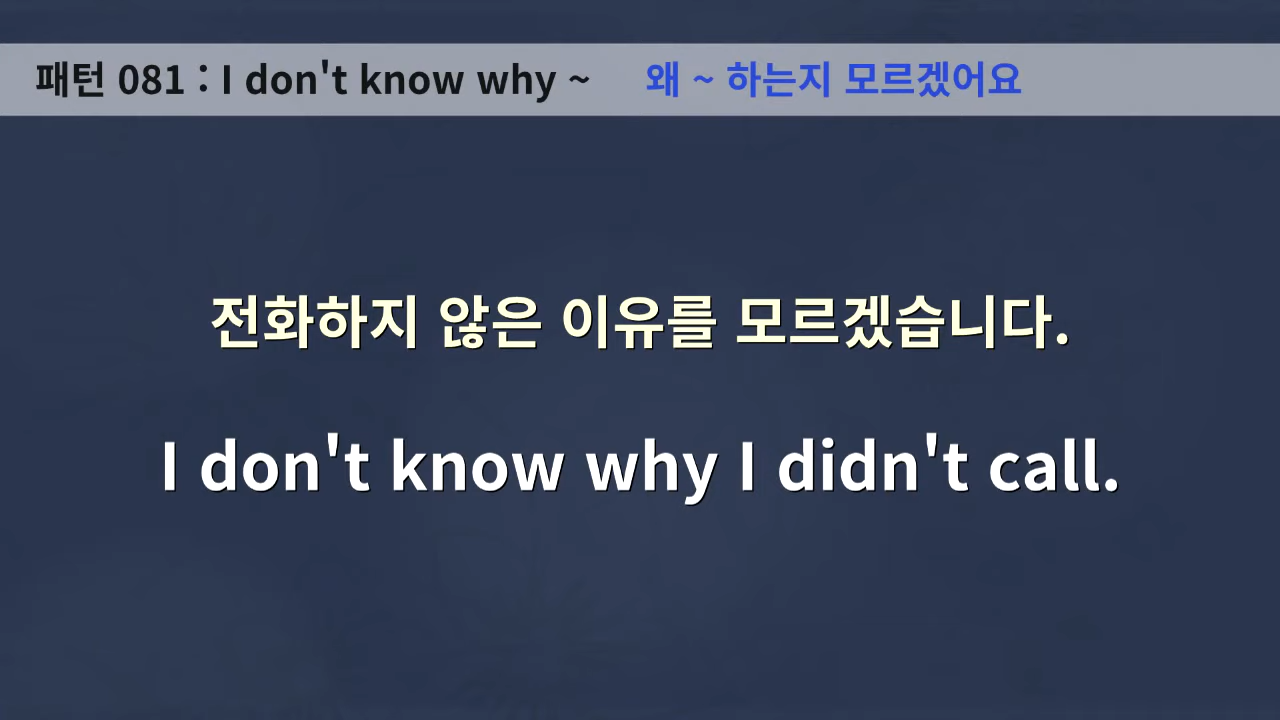 패턴 081 : I don't know why ~ 왜 ~ 하는지 모르겠어요
전화하지 않은 이유를 모르겠습니다.
I don't know why I didn't call.